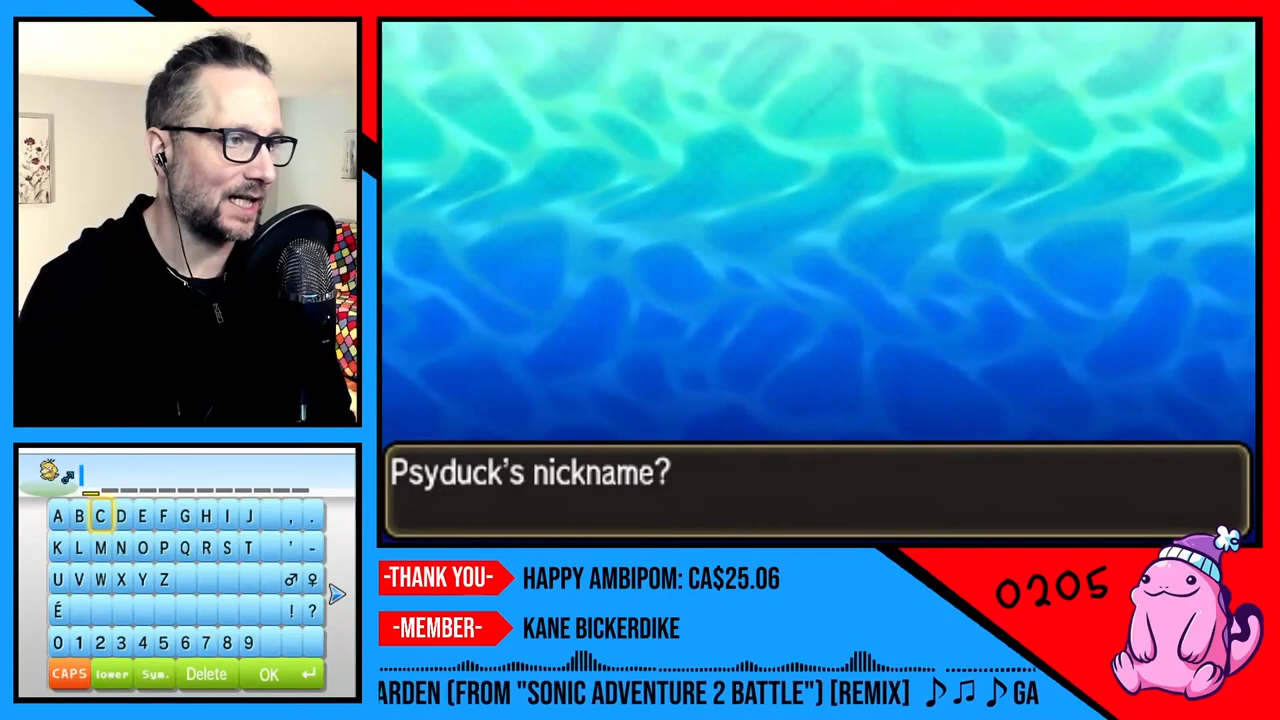 Psyduck's nickname?
A B C D E F G H I J , .
K L M N O P Q R S T ' -
U V W X Y Z ♂ ♀
É ! ?
0 1 2 3 4 5 6 7 8 9
CAPS lower Sym. Delete OK
-THANK YOU- HAPPY AMBIPOM: CA$25.06
-MEMBER- KANE BICKERDIKE
ARDEN (FROM "SONIC ADVENTURE 2 BATTLE") [REMIX] ♪♫ ♪ GA
0205